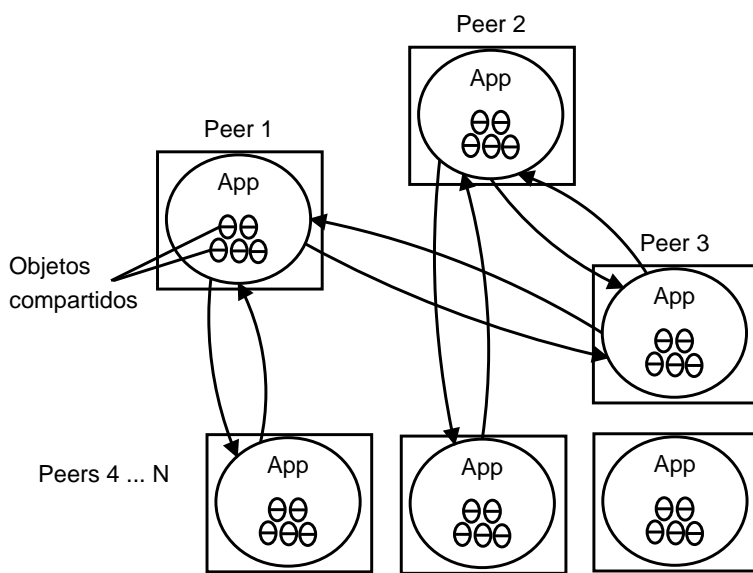 Peer 2
App
Peer 1
App
Peer 3
App
Objetos
compartidos
Peers 4 ... N
App
App
App